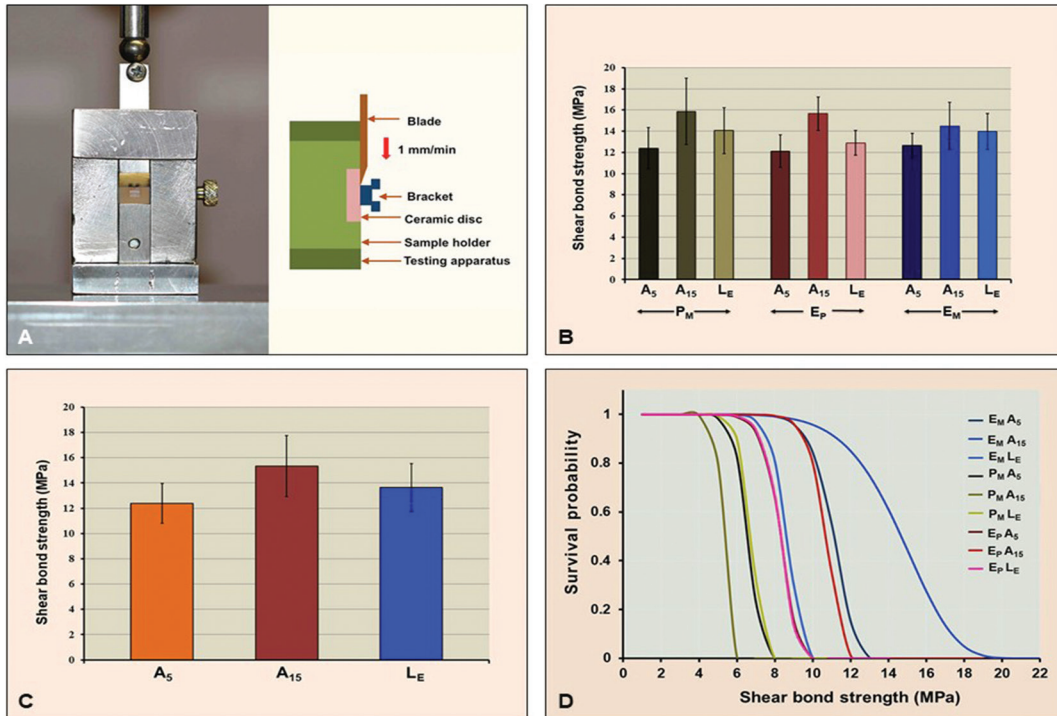 Blade
1 mm/min
Bracket
Ceramic disc
Sample holder
Testing apparatus
A
Shear bond strength (MPa)
20
18
16
14
12
10
8
6
4
2
0
A5 A15 LE A5 A15 LE A5 A15 LE
PM EP EM
B
Shear bond strength (MPa)
20
18
16
14
12
10
8
6
4
2
0
A5 A15 LE
C
Survival probability
1
0.8
0.6
0.4
0.2
0
EM A5
EM A15
EM LE
PM A5
PM A15
PM LE
EP A5
EP A15
EP LE
0 2 4 6 8 10 12 14 16 18 20 22
Shear bond strength (MPa)
D